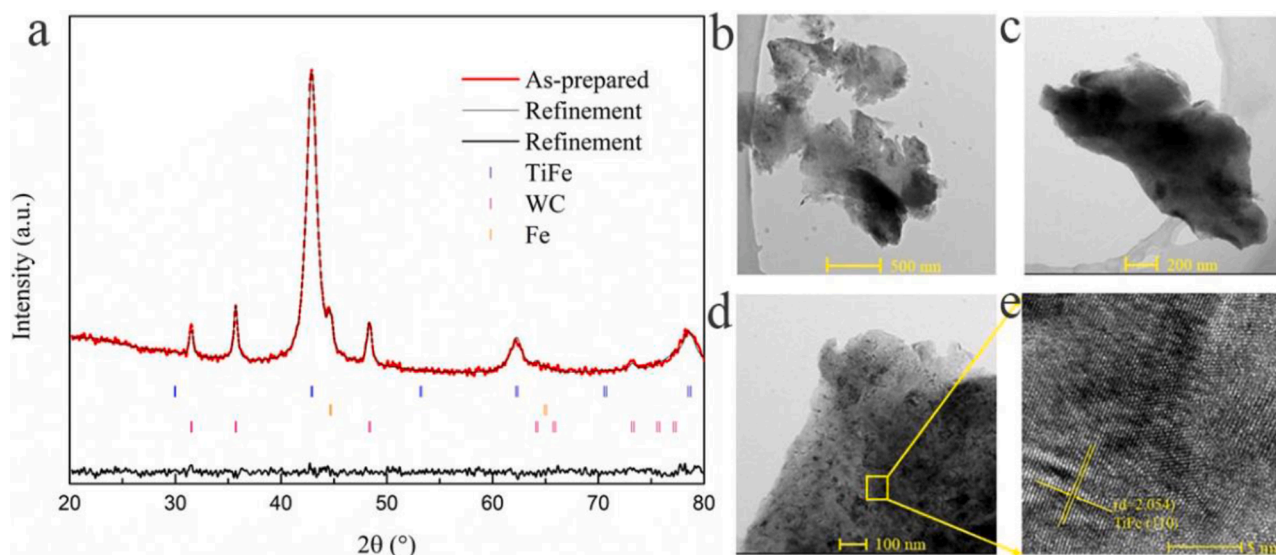 a
As-prepared
Refinement
Refinement
TiFe
WC
Fe
Intensity (a.u.)
20 30 40 50 60 70 80
2θ (°)
b
500 nm
c
200 nm
d
100 nm
e
(d=2.054)
TiFe (110)
5 nm